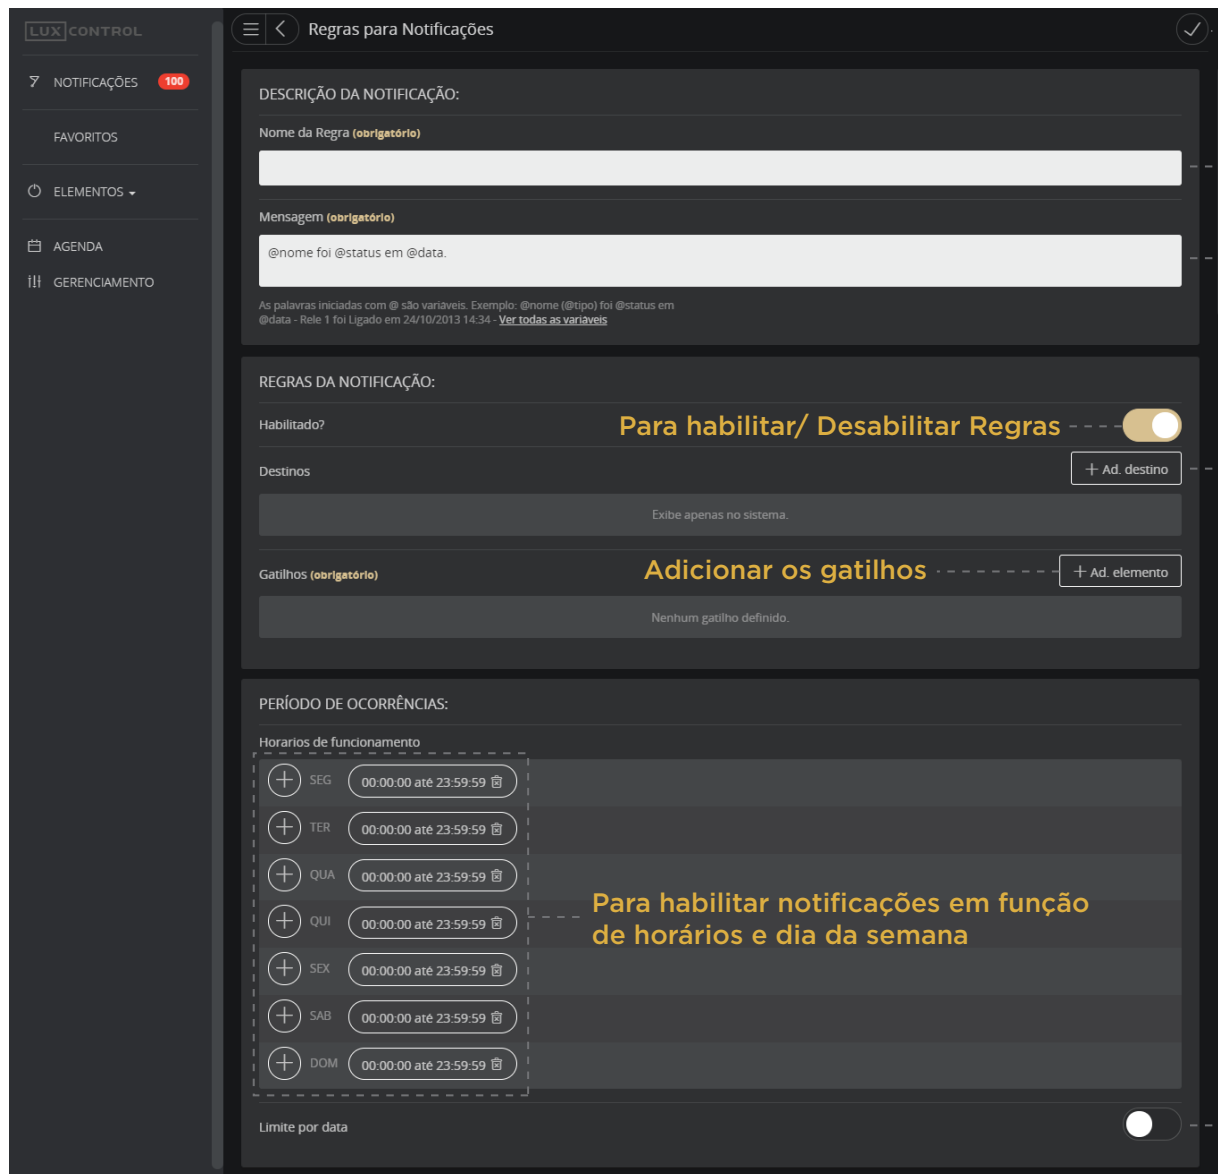 LUX CONTROL
Regras para Notificações
NOTIFICAÇÕES 100
FAVORITOS
ELEMENTOS
AGENDA
GERENCIAMENTO
DESCRIÇÃO DA NOTIFICAÇÃO:
Nome da Regra (obrigatório)
Mensagem (obrigatório)
@nome foi @status em @data.
As palavras iniciadas com @ são variáveis. Exemplo: @nome (@tipo) foi @status em
@data - Rele 1 foi Ligado em 24/10/2013 14:34 - Ver todas as variáveis
REGRAS DA NOTIFICAÇÃO:
Habilitado?
Para habilitar/ Desabilitar Regras
Destinos
+ Ad. destino
Exibe apenas no sistema.
Gatilhos (obrigatório)
Adicionar os gatilhos
+ Ad. elemento
Nenhum gatilho definido.
PERÍODO DE OCORRÊNCIAS:
Horarios de funcionamento
SEG 00:00:00 até 23:59:59
TER 00:00:00 até 23:59:59
QUA 00:00:00 até 23:59:59
QUI 00:00:00 até 23:59:59
SEX 00:00:00 até 23:59:59
SAB 00:00:00 até 23:59:59
DOM 00:00:00 até 23:59:59
Para habilitar notificações em função
de horários e dia da semana
Limite por data